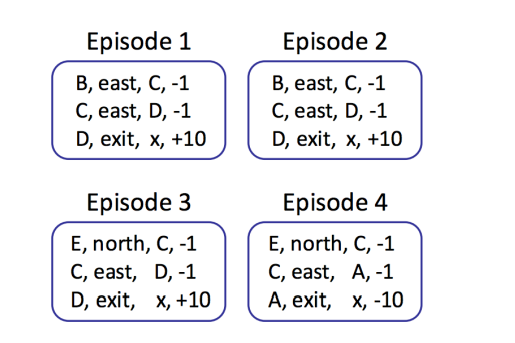 Episode 1
B, east, C, -1
C, east, D, -1
D, exit, x, +10
Episode 2
B, east, C, -1
C, east, D, -1
D, exit, x, +10
Episode 3
E, north, C, -1
C, east, D, -1
D, exit, x, +10
Episode 4
E, north, C, -1
C, east, A, -1
A, exit, x, -10